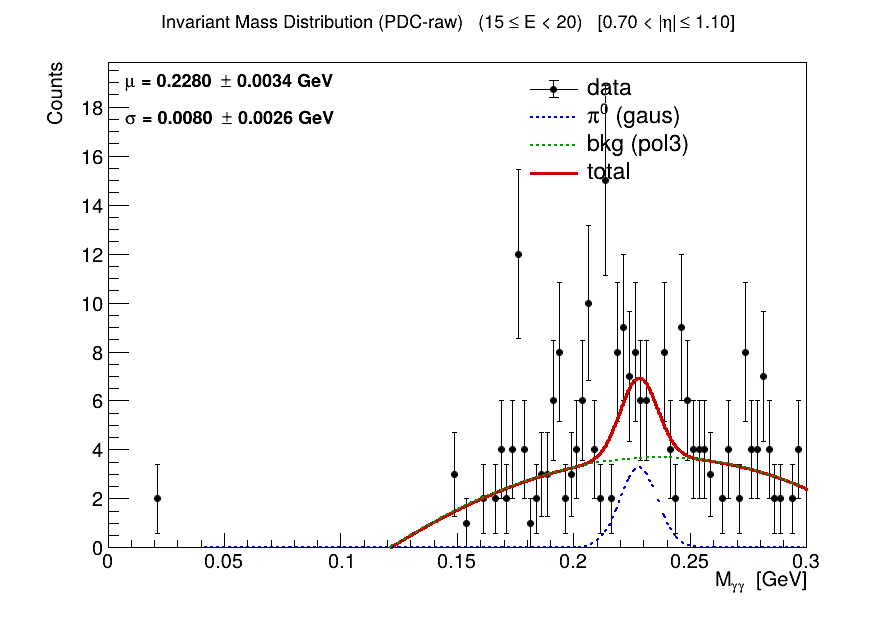 Invariant Mass Distribution (PDC-raw) (15 ≤ E < 20) [0.70 < |η| ≤ 1.10]
Counts
μ = 0.2280 ± 0.0034 GeV
σ = 0.0080 ± 0.0026 GeV
data
π⁰ (gaus)
bkg (pol3)
total
18
16
14
12
10
8
6
4
2
0
0 0.05 0.1 0.15 0.2 0.25 0.3
Mγγ [GeV]